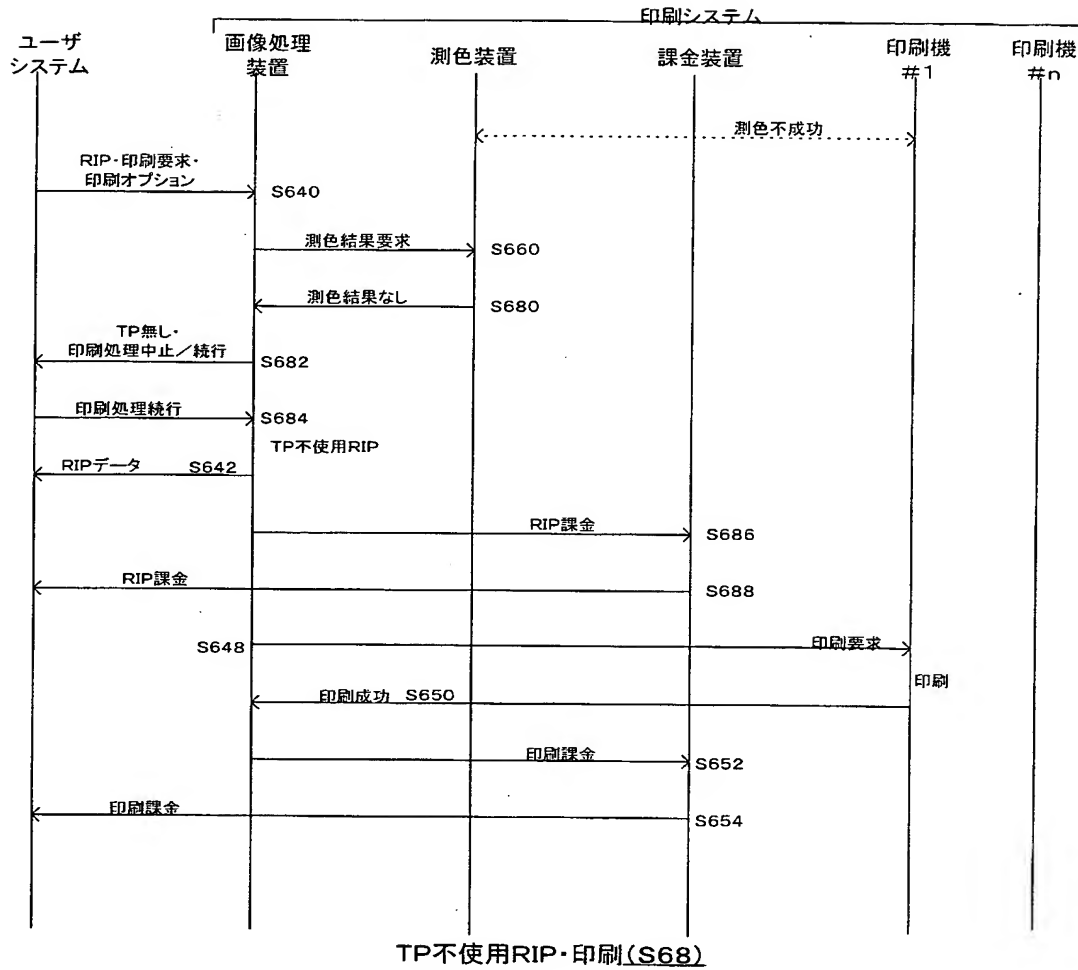 印刷システム
ユーザ
システム
画像処理
装置
測色装置
課金装置
印刷機
#1
印刷機
#n
測色不成功
RIP・印刷要求・
印刷オプション
S640
測色結果要求
S660
測色結果なし
S680
TP無し・
印刷処理中止／続行
S682
印刷処理続行
S684
TP不使用RIP
RIPデータ S642
RIP課金
S686
RIP課金
S688
S648
印刷要求
印刷
印刷成功 S650
印刷課金
S652
印刷課金
S654
TP不使用RIP・印刷(S68)